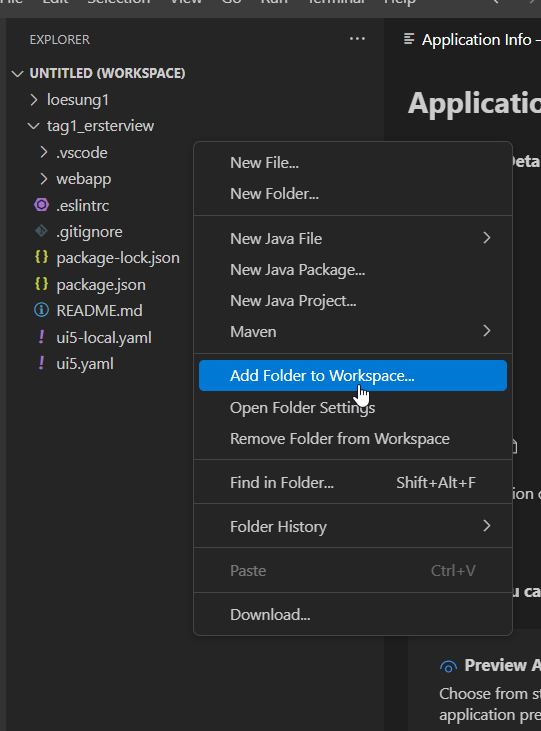 Edit Selection View Go Run Terminal Help
EXPLORER
Application Info -
UNTITLED (WORKSPACE)
loesung1
tag1_ersterview
.vscode
webapp
.eslintrc
.gitignore
package-lock.json
package.json
README.md
ui5-local.yaml
ui5.yaml
New File...
New Folder...
New Java File
New Java Package...
New Java Project...
Maven
Add Folder to Workspace...
Open Folder Settings
Remove Folder from Workspace
Find in Folder... Shift+Alt+F
Folder History
Paste Ctrl+V
Download...
Applicatio
Deta
ion o
u ca
Preview A
Choose from st
application pre